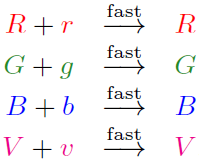 R + r fast⟶ R
G + g fast⟶ G
B + b fast⟶ B
V + v fast⟶ V